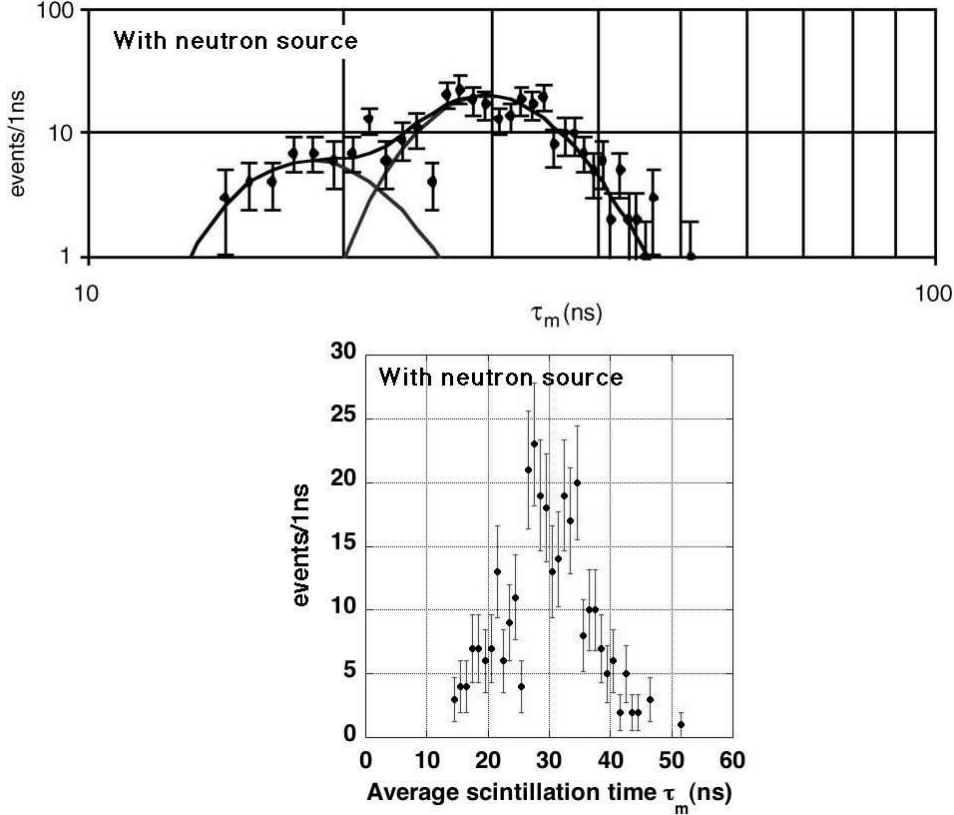 100
With neutron source
events/1ns
10
1
10
100
τm(ns)
30
With neutron source
25
20
events/1ns
15
10
5
0
0 10 20 30 40 50 60
Average scintillation time τm(ns)